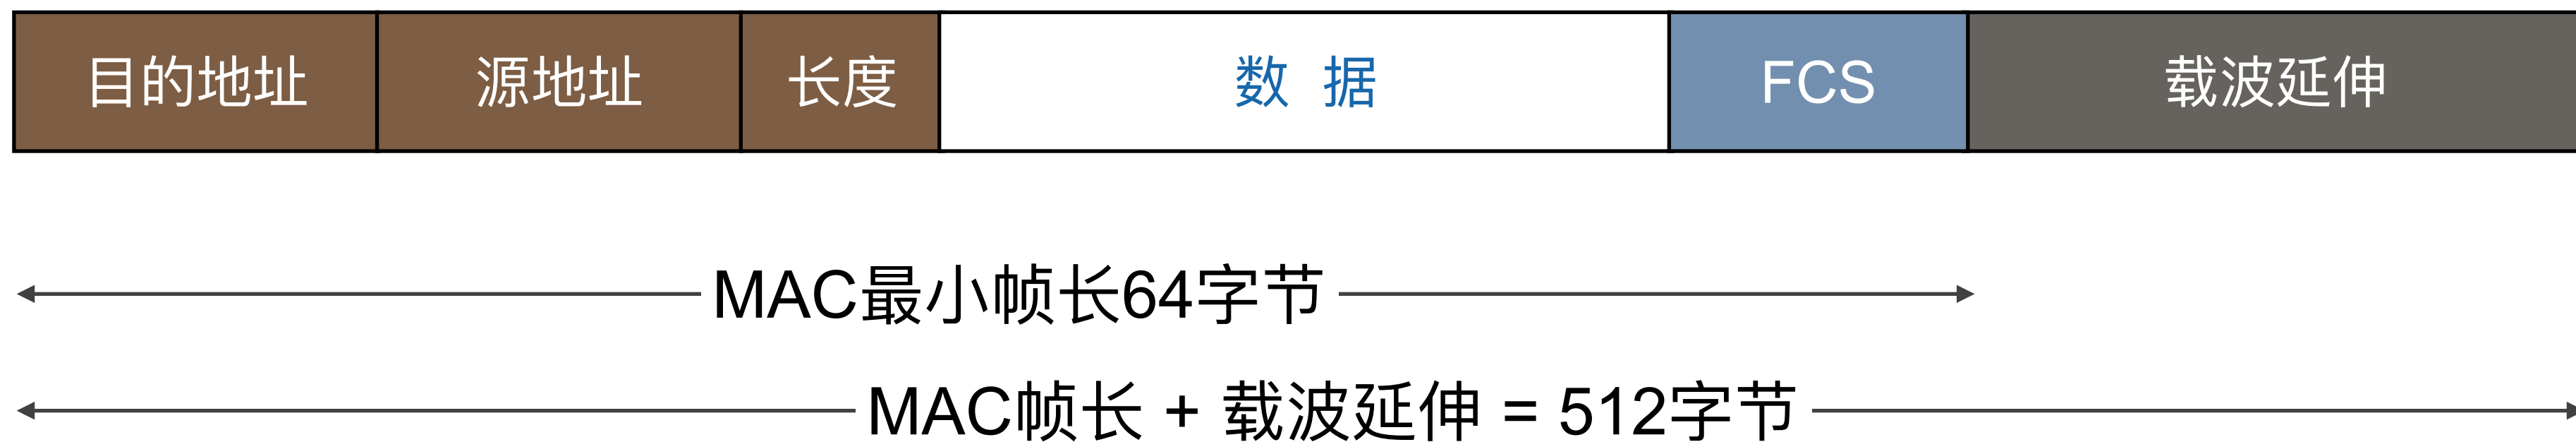 目的地址 源地址 长度 数 据 FCS 载波延伸
MAC最小帧长64字节
MAC帧长 + 载波延伸 = 512字节